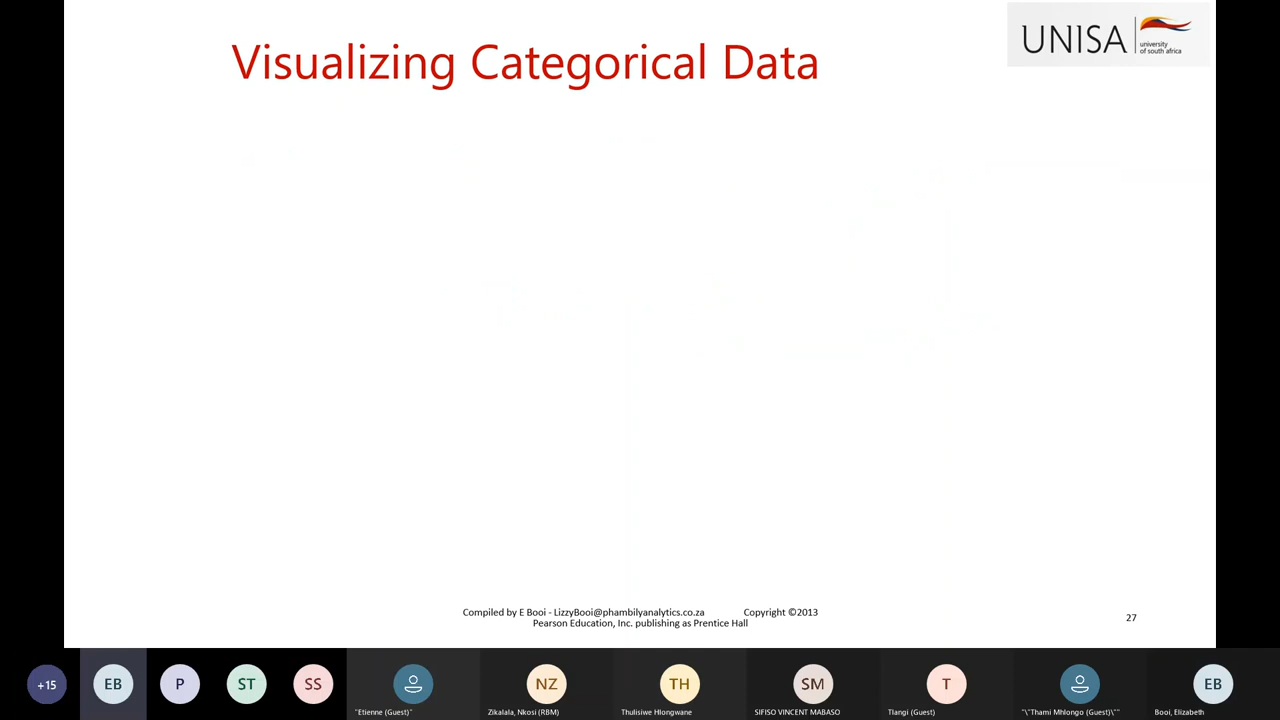 Visualizing Categorical Data
UNISA
university
of south africa
Compiled by E Booi - LizzyBooi@phambilyanalytics.co.za Copyright ©2013
Pearson Education, Inc. publishing as Prentice Hall
27
+15
EB
P
ST
SS
NZ
TH
SM
T
EB
"Etienne (Guest)"
Zikalala, Nkosi (RBM)
Thulisiwe Hlongwane
SIFISO VINCENT MABASO
Tlangi (Guest)
"\"Thami Mhlongo (Guest)\""
Booi, Elizabeth